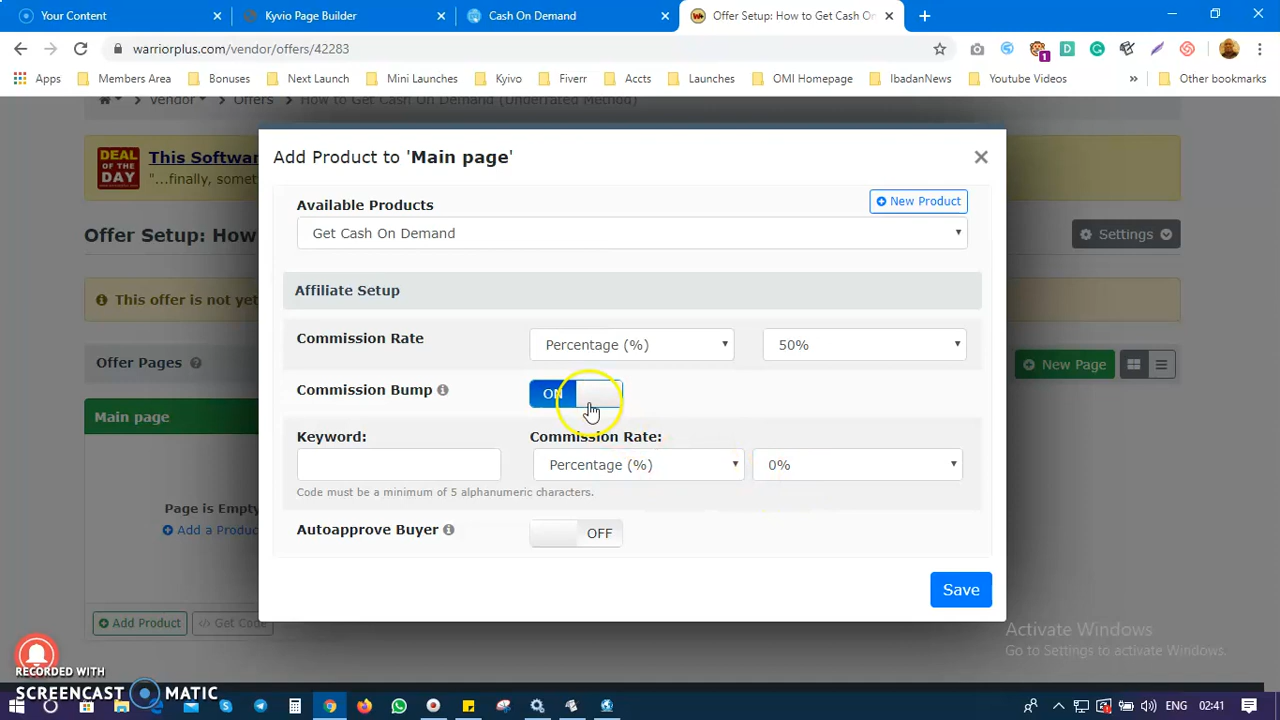 Your Content
Kyvio Page Builder
Cash On Demand
Offer Setup: How to Get Cash On
warriorplus.com/vendor/offers/42283
1
Apps
Members Area
Bonuses
Next Launch
Mini Launches
Kyivo
Fiverr
Accts
Launches
OMI Homepage
IbadanNews
Youtube Videos
»
Other bookmarks
Vendor
Offers
How to Get Cash On Demand (Underrated Method)
DEAL
OF THE
DAY
This Softwar
"...finally, somet
Offer Setup: How
Settings
This offer is not yet
Offer Pages
New Page
Main page
Page is Empty
Add a Produc
Add Product
</> Get Code
Add Product to 'Main page'
Available Products
New Product
Get Cash On Demand
Affiliate Setup
Commission Rate
Percentage (%)
50%
Commission Bump
ON
Keyword:
Commission Rate:
Percentage (%)
0%
Code must be a minimum of 5 alphanumeric characters.
Autoapprove Buyer
OFF
Save
Activate Windows
Go to Settings to activate Windows.
RECORDED WITH
SCREENCAST MATIC
ENG
02:41